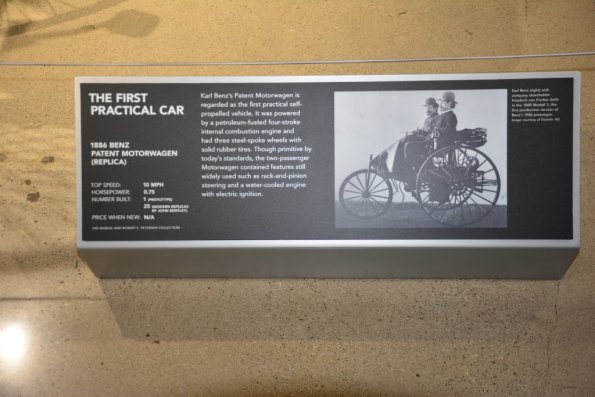 THE FIRST
PRACTICAL CAR
1886 BENZ
PATENT MOTORWAGEN
(REPLICA)
TOP SPEED: 10 MPH
HORSEPOWER: 0.75
NUMBER BUILT: 1 (PROTOTYPE)
25 (MODERN REPLICAS
BY JOHN BENTLEY)
PRICE WHEN NEW: N/A
THE MARGIE AND ROBERT E. PETERSEN COLLECTION
Karl Benz's Patent Motorwagen is
regarded as the first practical self-
propelled vehicle. It was powered
by a petroleum-fueled four-stroke
internal combustion engine and
had three steel-spoke wheels with
solid rubber tires. Though primitive by
today's standards, the two-passenger
Motorwagen contained features still
widely used such as rack-and-pinion
steering and a water-cooled engine
with electric ignition.
Karl Benz (right) with
company shareholder
Friedrich von Fischer (left)
in the 1888 Modell 3, the
first production version of
Benz's 1886 prototype.
Image courtesy of Daimler AG